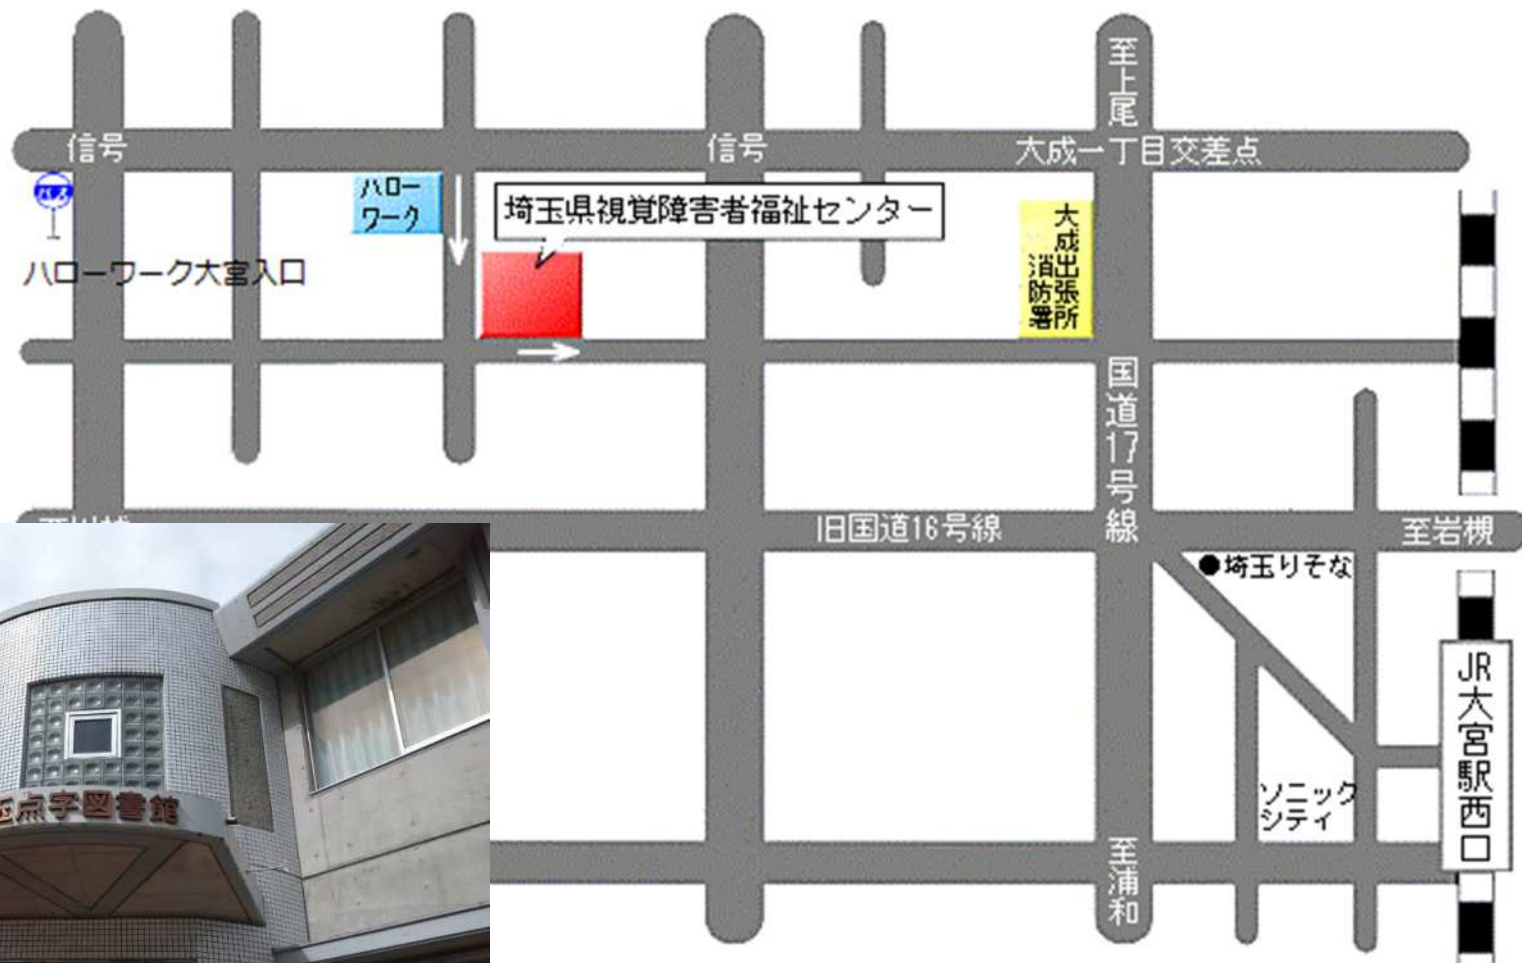 至上尾
信号
信号
大成一丁目交差点
バス
ハロー
ワーク
埼玉県視覚障害者福祉センター
大成出張所
消防署
ハローワーク大宮入口
国道17号線
旧国道16号線
至岩槻
●埼玉りそな
JR大宮駅西口
ソニック
シティ
点字図書館
至浦和